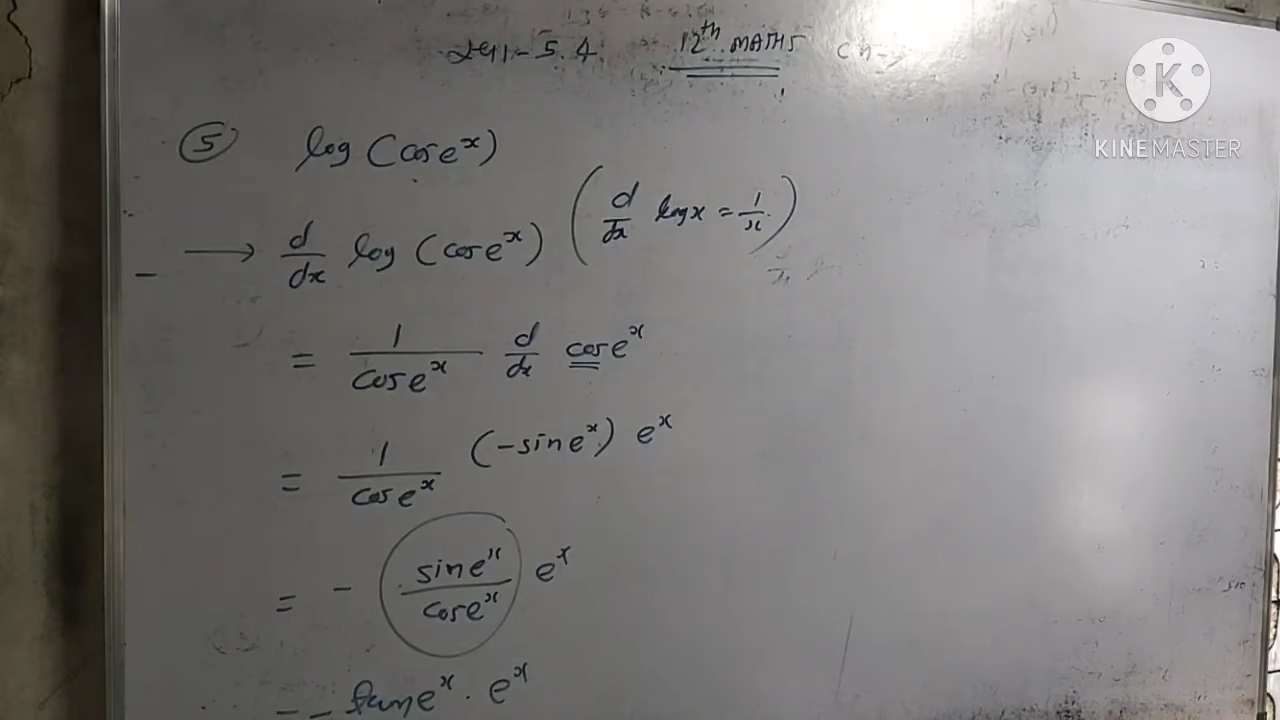 5.4 12th MATHS
K
KINEMASTER
⑤ log (cos e^x)
→ d/dx log (cos e^x) (d/dx log x = 1/x)
= 1/cos e^x d/dx cos e^x
= 1/cos e^x (-sin e^x) e^x
= - sin e^x/cos e^x e^x
= - tan e^x . e^x